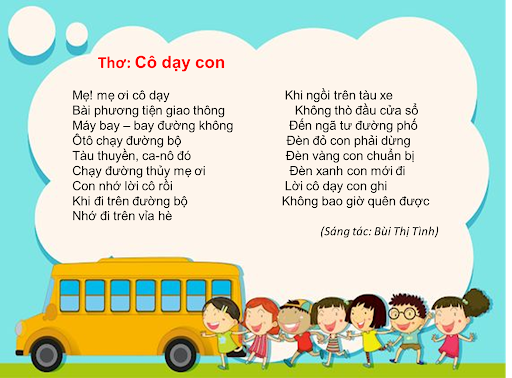 Thơ: Cô dạy con
Mẹ! mẹ ơi cô dạy
Bài phương tiện giao thông
Máy bay – bay đường không
Ôtô chạy đường bộ
Tàu thuyền, ca-nô đó
Chạy đường thủy mẹ ơi
Con nhớ lời cô rồi
Khi đi trên đường bộ
Nhớ đi trên vỉa hè
Khi ngồi trên tàu xe
Không thò đầu cửa sổ
Đến ngã tư đường phố
Đèn đỏ con phải dừng
Đèn vàng con chuẩn bị
Đèn xanh con mới đi
Lời cô dạy con ghi
Không bao giờ quên được
(Sáng tác: Bùi Thị Tình)